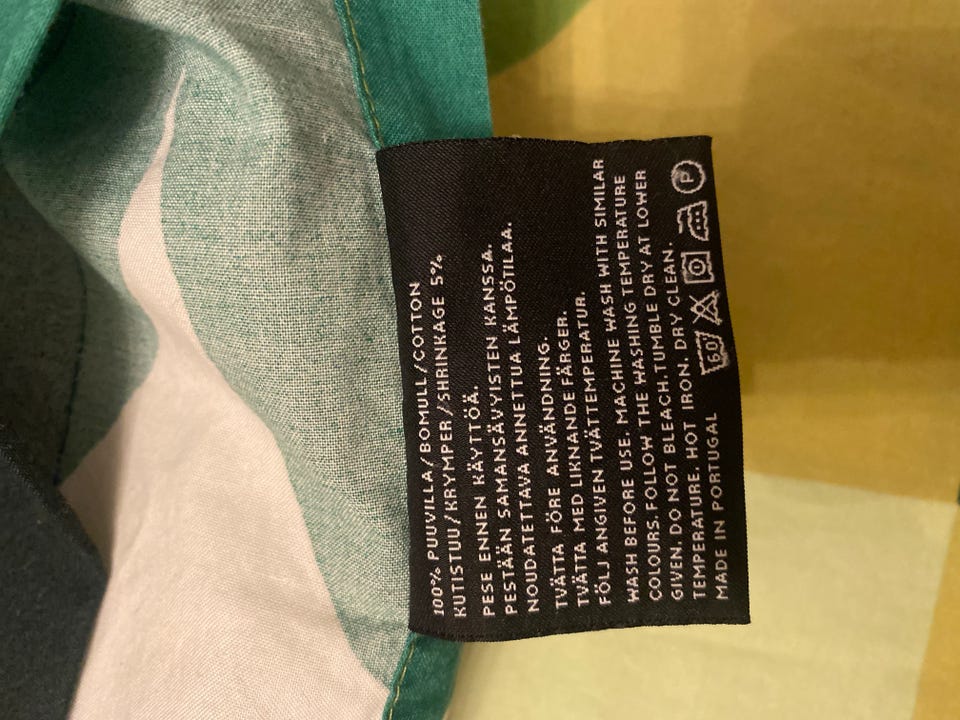 100% PUUVILLA/BOMULL/COTTON
KUTISTUU/KRYMPER/SHRINKAGE 5%
PESE ENNEN KÄYTTÖÄ.
PESTÄÄN SAMANSÄVYISTEN KANSSA.
NOUDATETTAVA ANNETTUA LÄMPÖTILAA.
TVÄTTA FÖRE ANVÄNDNING.
TVÄTTA MED LIKNANDE FÄRGER.
FÖLJ ANGIVEN TVÄTTEMPERATUR.
WASH BEFORE USE. MACHINE WASH WITH SIMILAR
COLOURS. FOLLOW THE WASHING TEMPERATURE
GIVEN. DO NOT BLEACH. TUMBLE DRY AT LOWER
TEMPERATURE. HOT IRON. DRY CLEAN.
MADE IN PORTUGAL 60 P